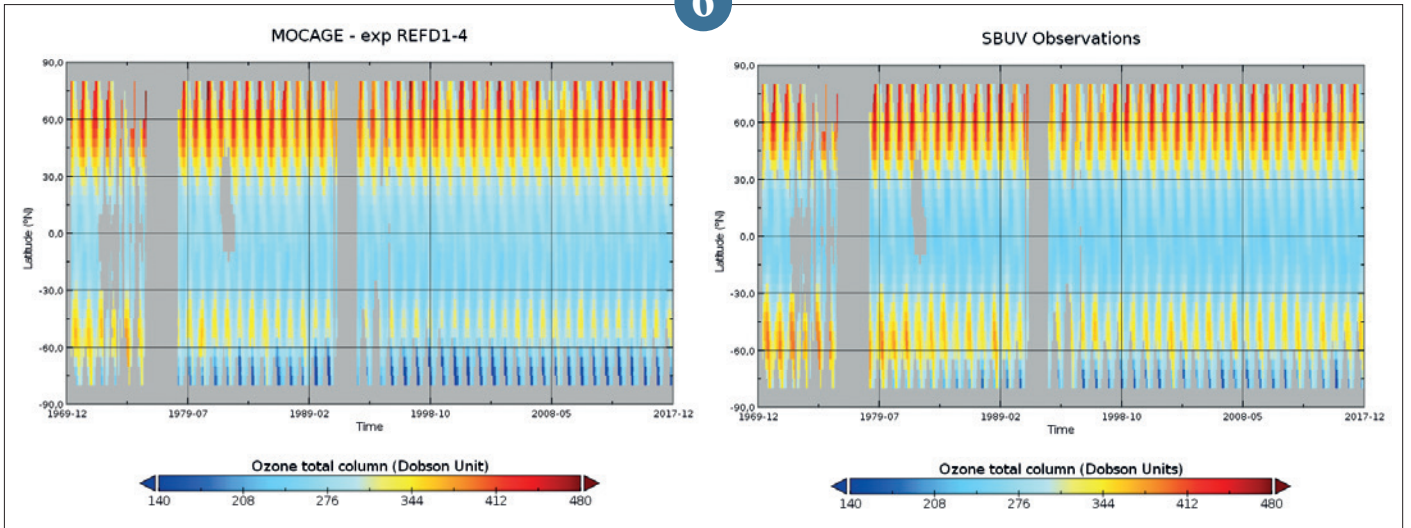 6
MOCAGE - exp REFD1-4
90,0
60,0
30,0
0,0
-30,0
-60,0
-90,0
Latitude (°N)
1969-12 1979-07 1989-02 1998-10 2008-05 2017-12
Time
Ozone total column (Dobson Unit)
140 208 276 344 412 480
SBUV Observations
90,0
60,0
30,0
0,0
-30,0
-60,0
-90,0
Latitude (°N)
1969-12 1979-07 1989-02 1998-10 2008-05 2017-12
Time
Ozone total column (Dobson Units)
140 208 276 344 412 480